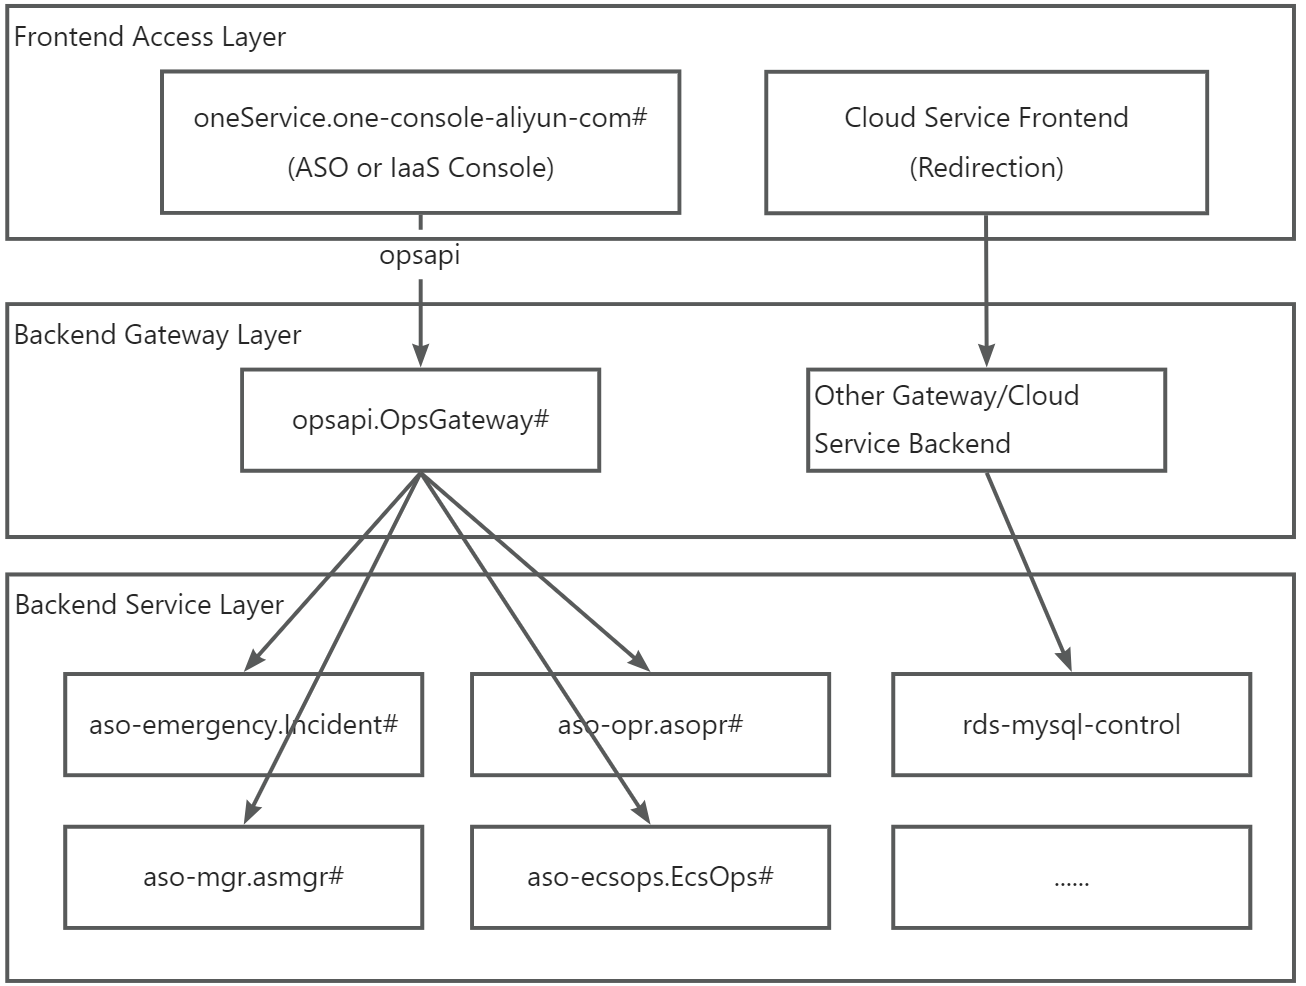 Frontend Access Layer
oneService.one-console-aliyun-com#
(ASO or IaaS Console)
Cloud Service Frontend
(Redirection)
opsapi
Backend Gateway Layer
opsapi.OpsGateway#
Other Gateway/Cloud
Service Backend
Backend Service Layer
aso-emergency.Incident#
aso-opr.asopr#
rds-mysql-control
aso-mgr.asmgr#
aso-ecsops.EcsOps#
......